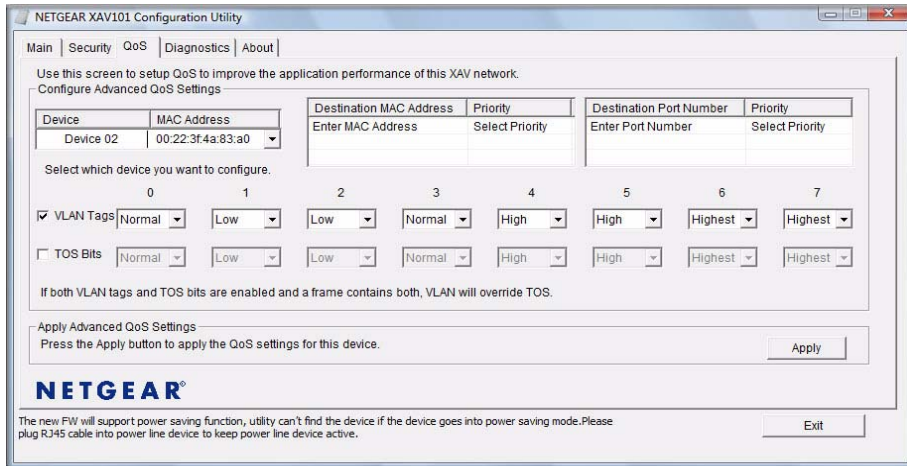 NETGEAR XAV101 Configuration Utility
Main Security QoS Diagnostics About
Use this screen to setup QoS to improve the application performance of this XAV network.
Configure Advanced QoS Settings
Device MAC Address
Device 02 00:22:3f:4a:83:a0
Destination MAC Address Priority
Enter MAC Address Select Priority
Destination Port Number Priority
Enter Port Number Select Priority
Select which device you want to configure.
0 1 2 3 4 5 6 7
VLAN Tags Normal Low Low Normal High High Highest Highest
TOS Bits Normal Low Low Normal High High Highest Highest
If both VLAN tags and TOS bits are enabled and a frame contains both, VLAN will override TOS.
Apply Advanced QoS Settings
Press the Apply button to apply the QoS settings for this device.
Apply
NETGEAR®
The new FW will support power saving function, utility can't find the device if the device goes into power saving mode.Please
plug RJ45 cable into power line device to keep power line device active.
Exit